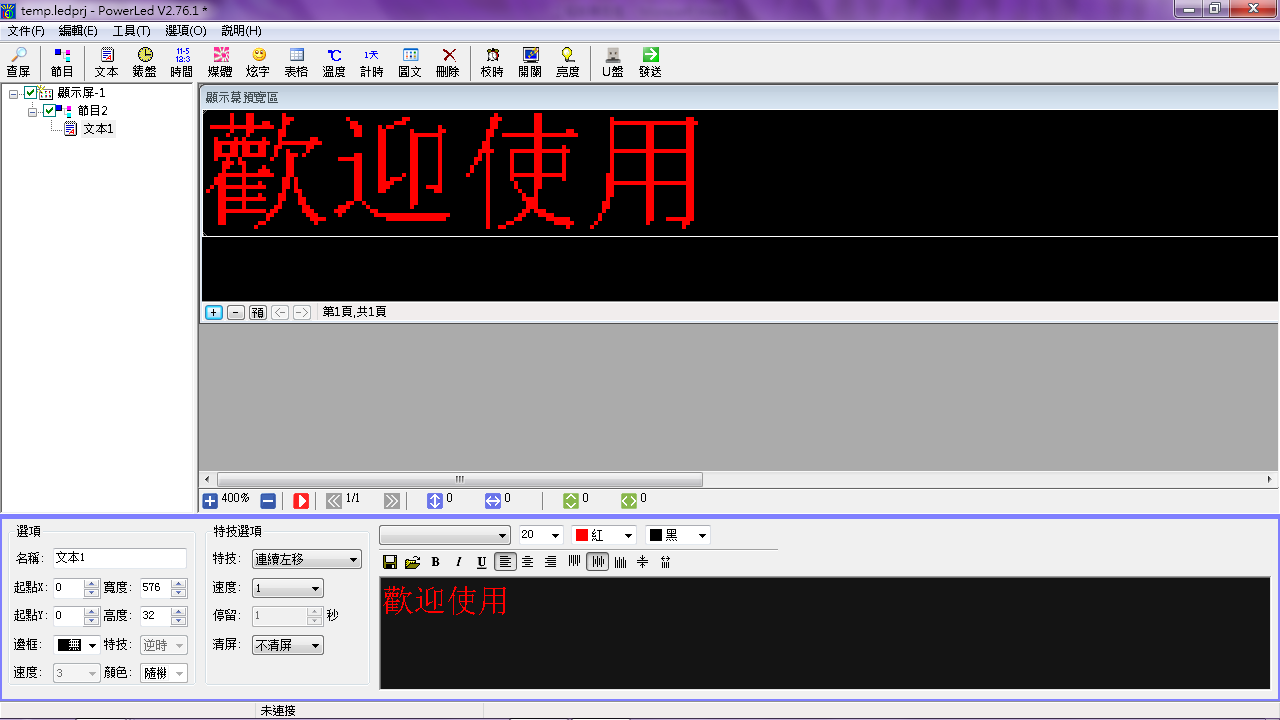 temp.ledprj - PowerLed V2.76.1 *
文件(F) 編輯(E) 工具(T) 選項(O) 說明(H)
11-5
12:3
℃
1天
查屏 節目 文本 錶盤 時間 媒體 炫字 表格 溫度 計時 圖文 刪除 校時 開關 亮度 U盤 發送
顯示屏-1
節目2
文本1
顯示幕預覽區
歡迎使用
+ - 預 <- -> 第1頁,共1頁
400% 1/1 0 0 0 0
選項
名稱: 文本1
起點X: 0 寬度: 576
起點Y: 0 高度: 32
邊框: 特技: 逆時
速度: 3 顏色: 隨機
特技選項
特技: 連續左移
速度: 1
停留: 1 秒
清屏: 不清屏
20 紅 黑
B I U
歡迎使用
未連接